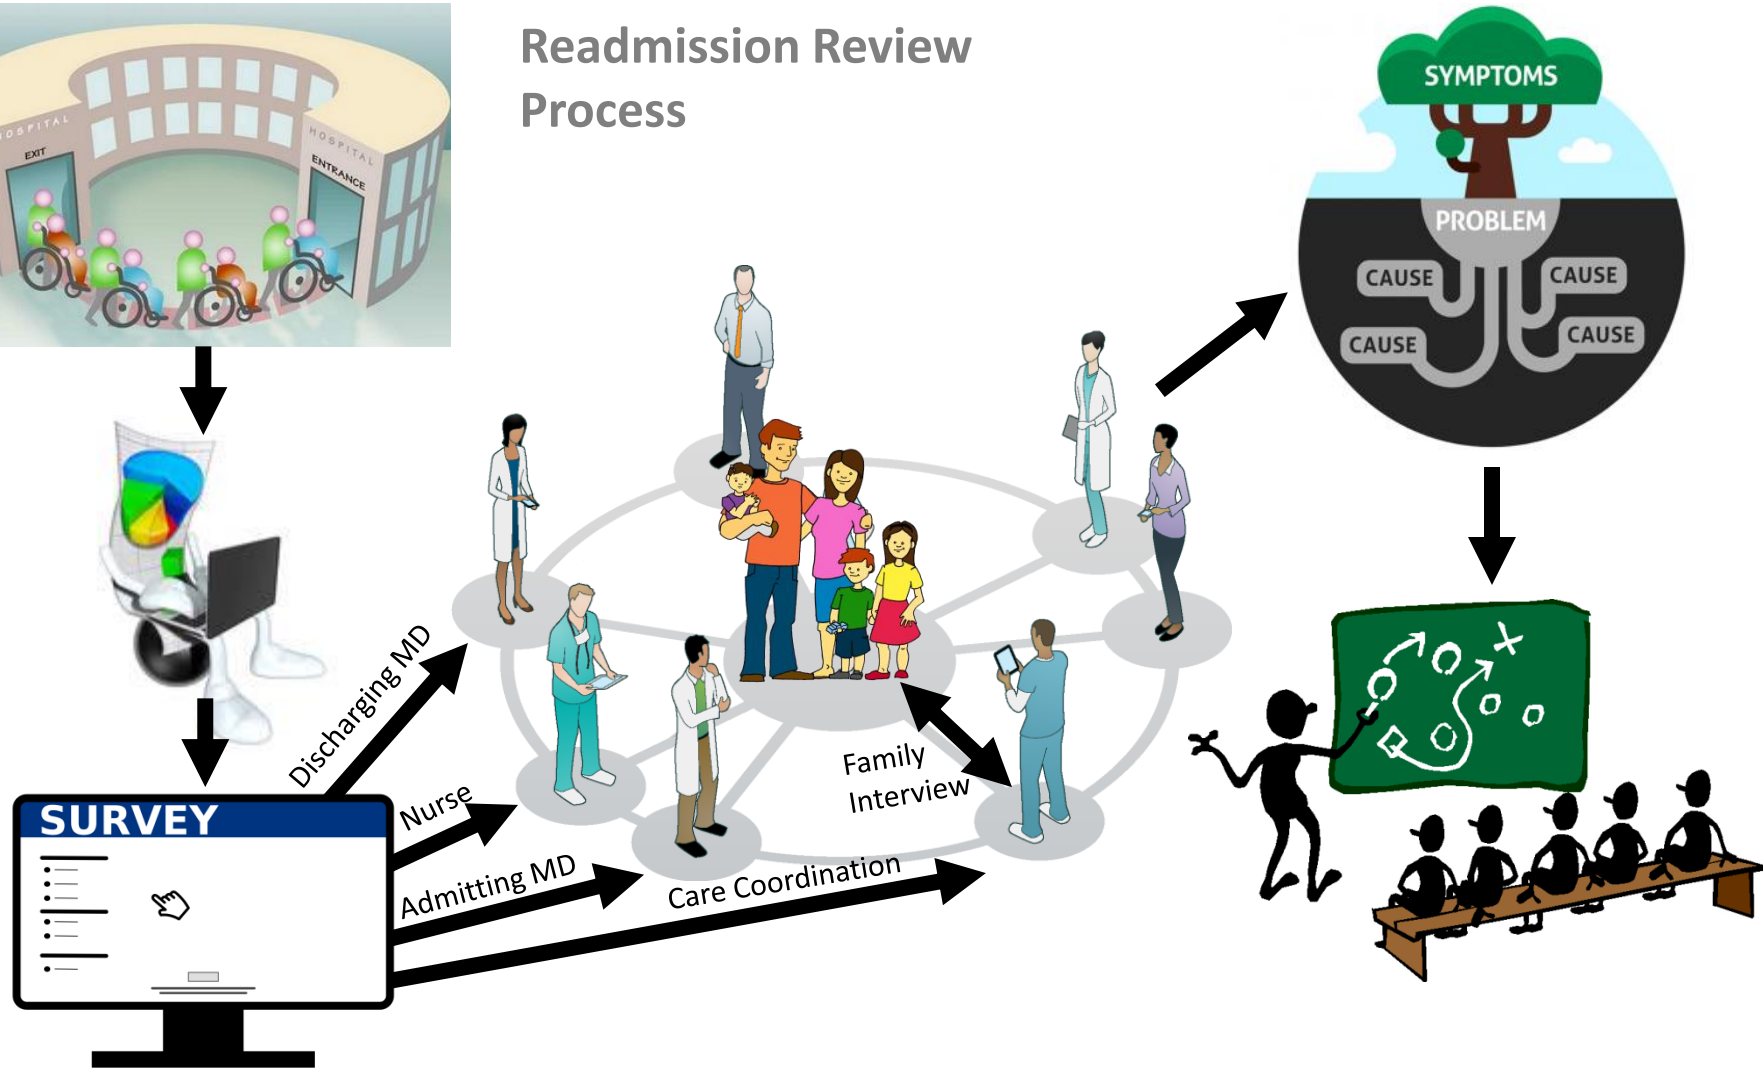 Readmission Review
Process
HOSPITAL
EXIT
HOSPITAL
ENTRANCE
SYMPTOMS
PROBLEM
CAUSE
CAUSE
CAUSE
CAUSE
Discharging MD
SURVEY
Nurse
Admitting MD
Care Coordination
Family
Interview